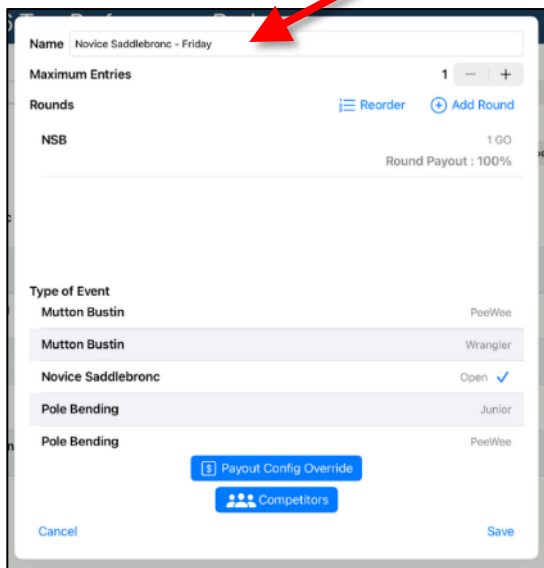 Name Novice Saddlebronc - Friday
Maximum Entries 1 - +
Rounds Reorder Add Round
NSB 1 GO
Round Payout : 100%
Type of Event
Mutton Bustin PeeWee
Mutton Bustin Wrangler
Novice Saddlebronc Open
Pole Bending Junior
Pole Bending PeeWee
$ Payout Config Override
Competitors
Cancel Save